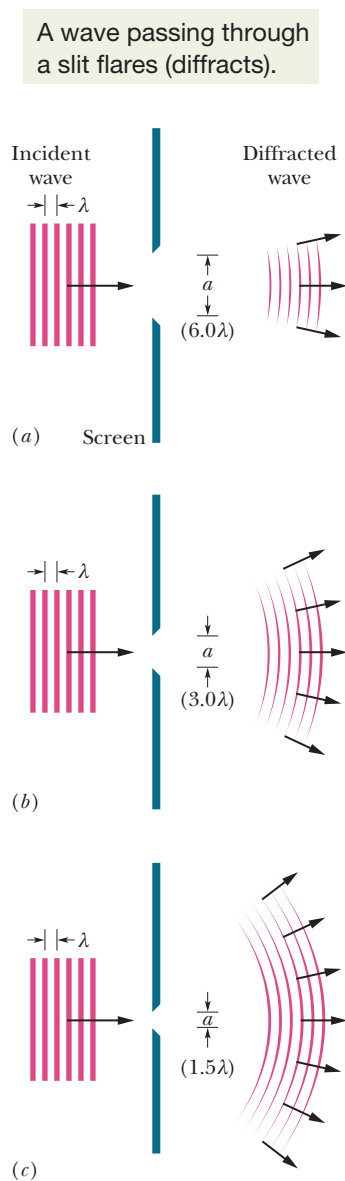 A wave passing through
a slit flares (diffracts).
Incident
wave
Diffracted
wave
λ
a
(6.0λ)
(a)
Screen
λ
a
(3.0λ)
(b)
λ
a
(1.5λ)
(c)